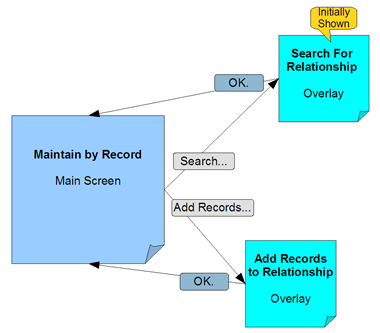 Initially
Shown
Search For
Relationship
Overlay
OK.
Maintain by Record
Main Screen
Search...
Add Records...
Add Records
to Relationship
Overlay
OK.